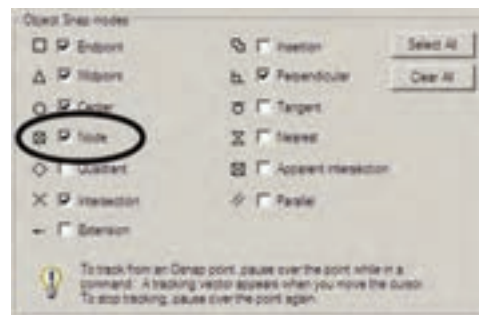 Object Snap modes
Endpoint
Midpoint
Center
Node
Quadrant
Intersection
Extension
Insertion
Perpendicular
Tangent
Nearest
Apparent intersection
Parallel
Select All
Clear All
To track from an Osnap point, pause over the point while in a
command. A tracking vector appears when you move the cursor.
To stop tracking, pause over the point again.